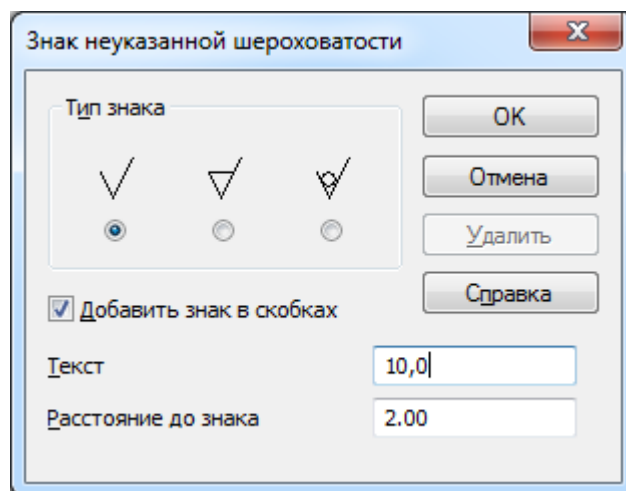 Знак неуказанной шероховатости
Тип знака
OK
Отмена
Удалить
Справка
Добавить знак в скобках
Текст
10,0
Расстояние до знака
2.00